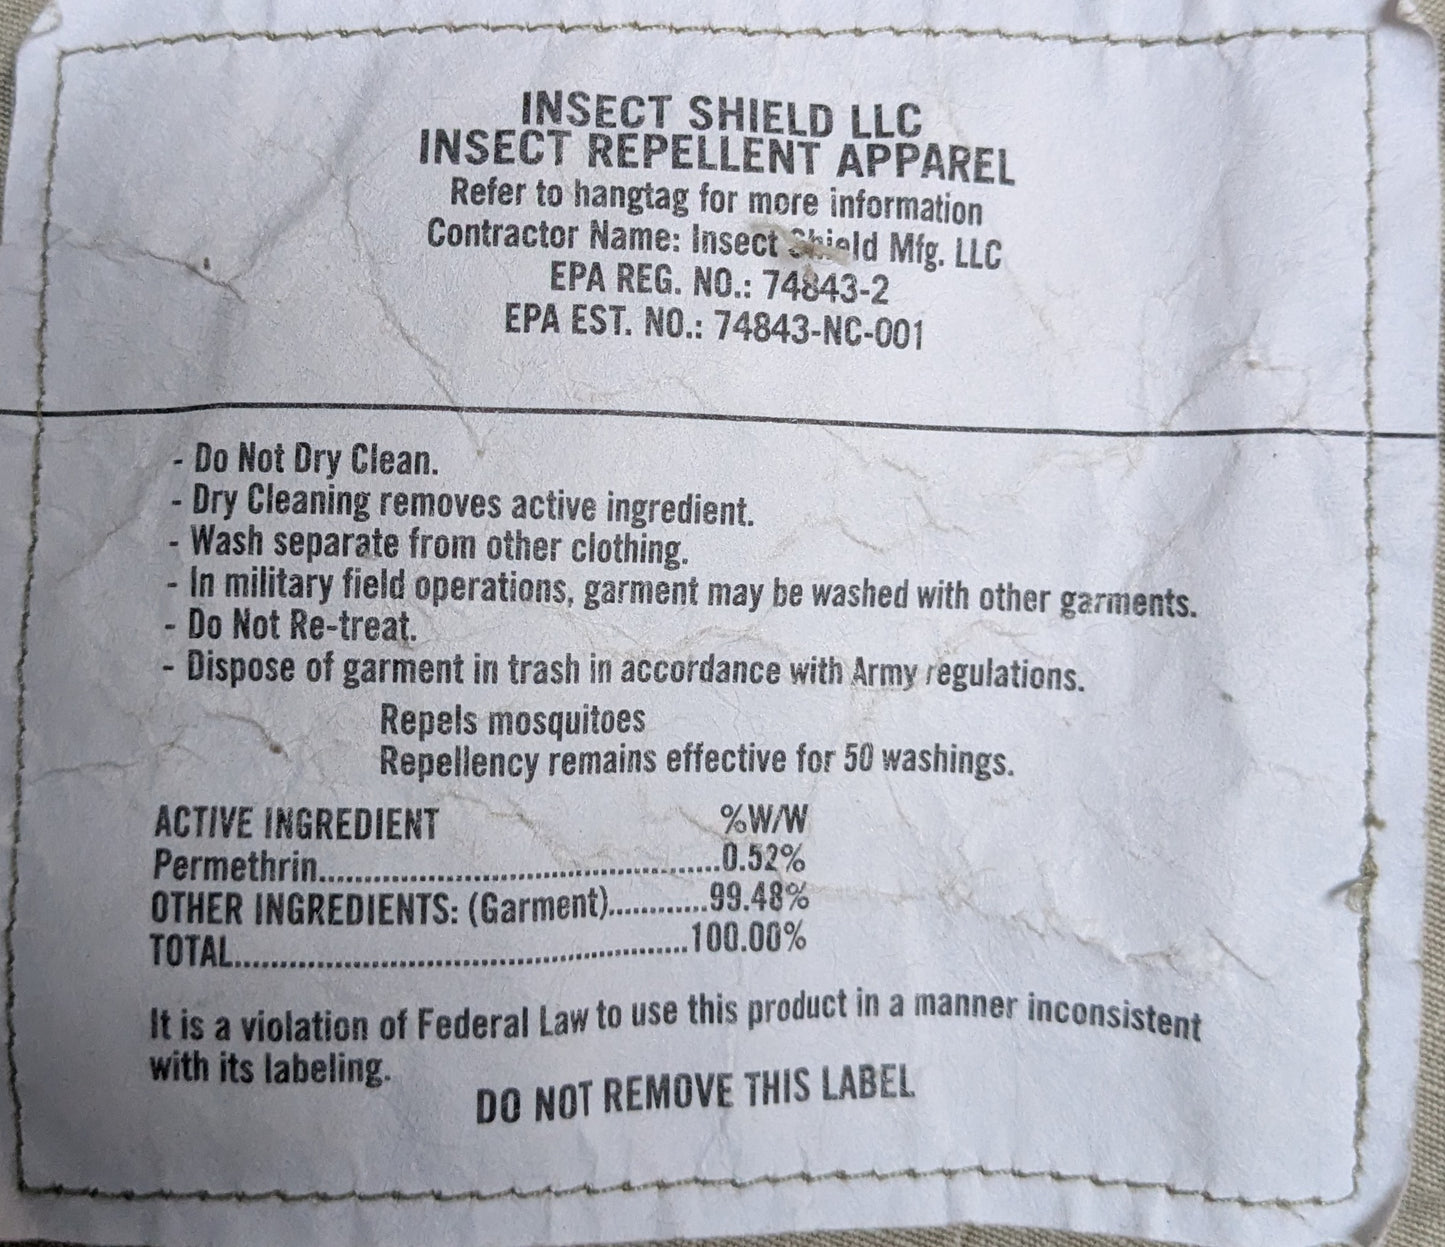 INSECT SHIELD LLC
INSECT REPELLENT APPAREL
Refer to hangtag for more information
Contractor Name: Insect Shield Mfg. LLC
EPA REG. NO.: 74843-2
EPA EST. NO.: 74843-NC-001
- Do Not Dry Clean.
- Dry Cleaning removes active ingredient.
- Wash separate from other clothing.
- In military field operations, garment may be washed with other garments.
- Do Not Re-treat.
- Dispose of garment in trash in accordance with Army regulations.
Repels mosquitoes
Repellency remains effective for 50 washings.
ACTIVE INGREDIENT %W/W
Permethrin..........................................0.52%
OTHER INGREDIENTS: (Garment)............99.48%
TOTAL..................................................100.00%
It is a violation of Federal Law to use this product in a manner inconsistent
with its labeling.
DO NOT REMOVE THIS LABEL